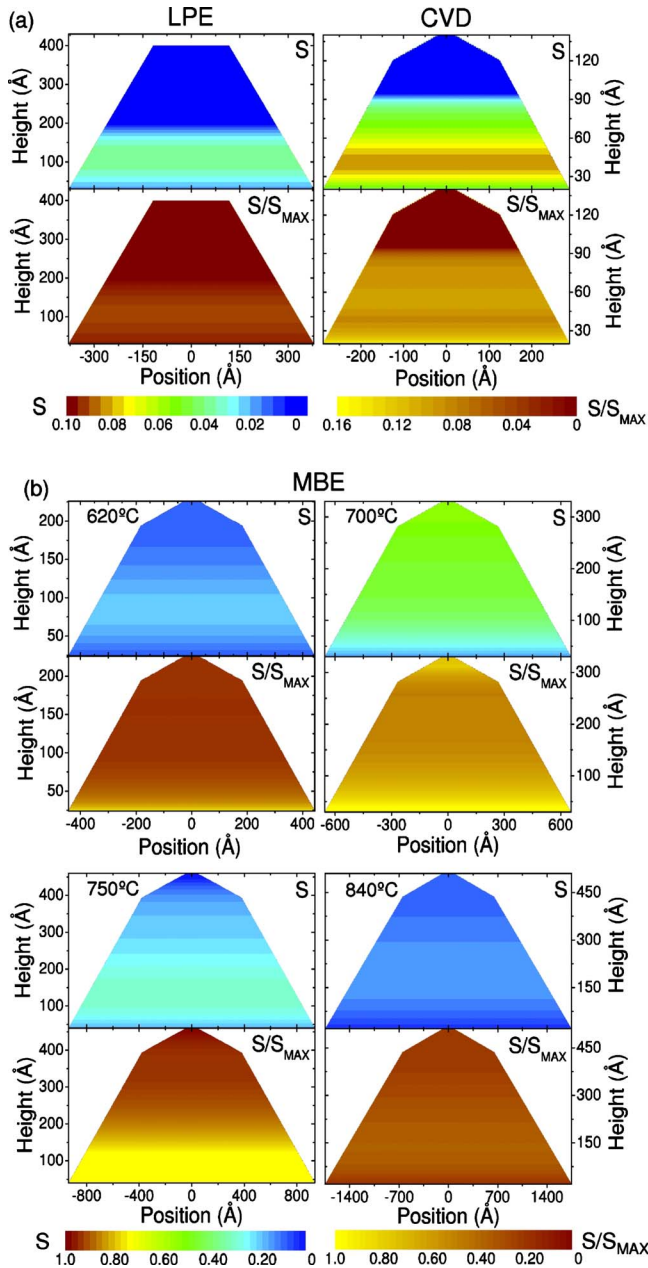 (a) LPE CVD
S S
Height (Å) 400 300 200 100
120 90 60 30 Height (Å)
S/SMAX S/SMAX
Height (Å) 400 300 200 100
120 90 60 30 Height (Å)
-300 -150 0 150 300 -200 -100 0 100 200
Position (Å) Position (Å)
S 0.10 0.08 0.06 0.04 0.02 0
0.16 0.12 0.08 0.04 0 S/SMAX
(b) MBE
620ºC S 700ºC S
Height (Å) 200 150 100 50
300 200 100 Height (Å)
S/SMAX S/SMAX
Height (Å) 200 150 100 50
300 200 100 Height (Å)
-400 -200 0 200 400 -600 -300 0 300 600
Position (Å) Position (Å)
750ºC S 840ºC S
Height (Å) 400 300 200 100
450 300 150 Height (Å)
S/SMAX S/SMAX
Height (Å) 400 300 200 100
450 300 150 Height (Å)
-800 -400 0 400 800 -1400 -700 0 700 1400
Position (Å) Position (Å)
S 1.0 0.80 0.60 0.40 0.20 0
1.0 0.80 0.60 0.40 0.20 0 S/SMAX